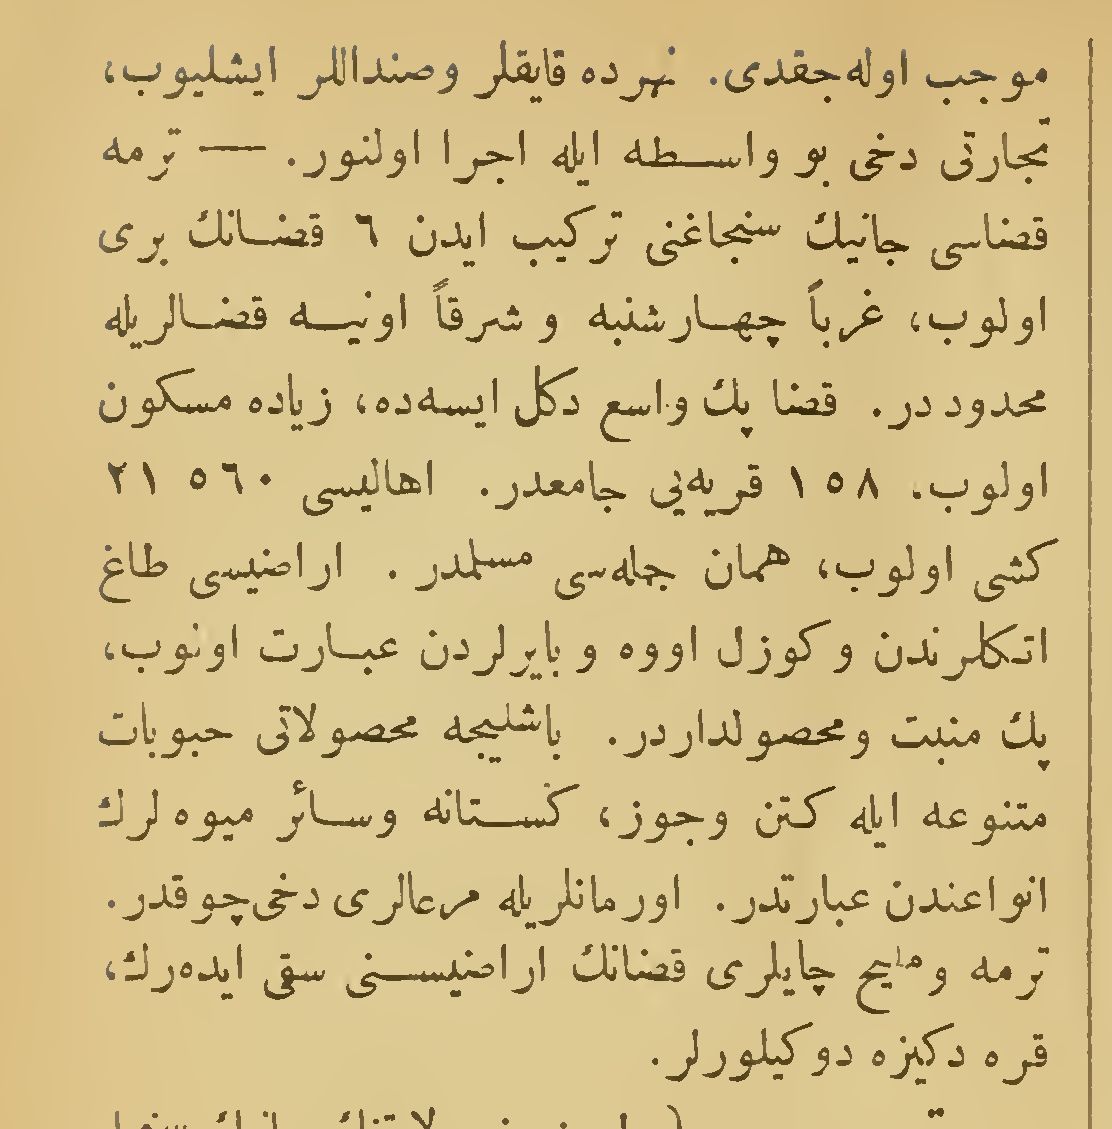 موجب اوله‌جقدی. نهرده قایقلر وصنداللر ایشلیوب،
تجارتی دخی بو واسطه ایله اجرا اولنور. — ترمه
قضاسی جانیك سنجاغنی ترکیب ایدن ٦ قضانك بری
اولوب، غرباً چهارشنبه و شرقاً اونیه قضالریله
محدوددر. قضا پك واسع دکل ایسه‌ده، زیاده مسکون
اولوب، ١٥٨ قریه‌یی جامعدر. اهالیسی ٢١ ٥٦٠
کشی اولوب، همان جمله‌سی مسلمدر. اراضیسی طاغ
اتکلرندن و کوزل اووه و بایرلردن عبارت اونوب،
پك منبت ومحصولداردر. باشلیجه محصولاتی حبوبات
متنوعه ایله کتن وجوز، کستانه وسائر میوه لرك
انواعندن عبارتدر. اورمانلریله مرعالری دخی چوقدر.
ترمه وملیح چایلری قضانك اراضیسنی سقی ایده‌رك،
قره دکیزه دوکیلورلر.